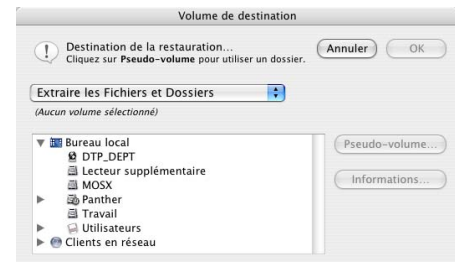 Volume de destination
Destination de la restauration...
Cliquez sur Pseudo-volume pour utiliser un dossier.
Annuler
OK
Extraire les Fichiers et Dossiers
(Aucun volume sélectionné)
Bureau local
DTP_DEPT
Lecteur supplémentaire
MOSX
Panther
Travail
Utilisateurs
Clients en réseau
Pseudo-volume...
Informations...